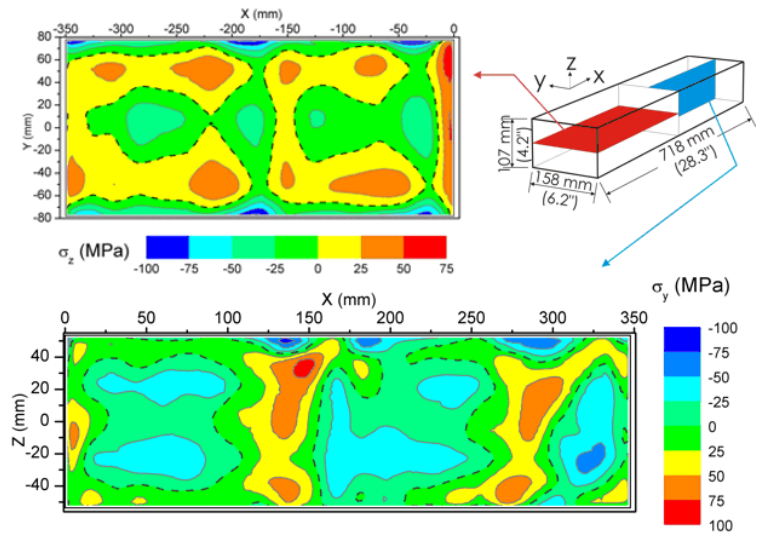 X (mm)
-350 -300 -250 -200 -150 -100 -50 0
80
60
40
20
0
-20
-40
-60
-80
Y (mm)
σz (MPa)
-100 -75 -50 -25 0 25 50 75
Z
Y X
107 mm
(4.2")
158 mm
(6.2")
718 mm
(28.3")
X (mm)
0 50 100 150 200 250 300 350
40
20
0
-20
-40
Z (mm)
σy (MPa)
-100
-75
-50
-25
0
25
50
75
100